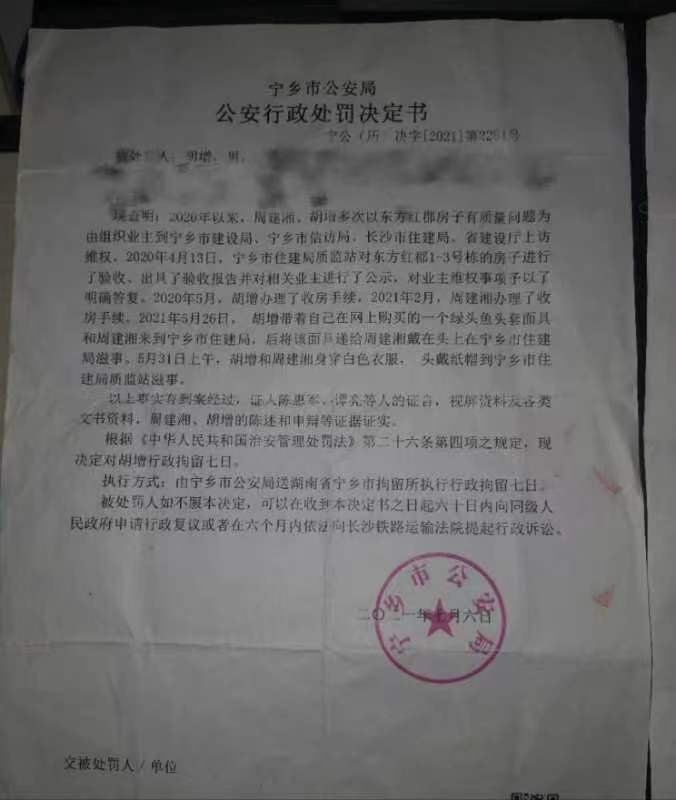 宁乡市公安局
公安行政处罚决定书
宁公（历）决字[2021]第3251号
被处罚人：胡增，男，
现查明：2020年以来，周建湘、胡增多次以东方红郡房子有质量问题为
由组织业主到宁乡市建设局、宁乡市信访局、长沙市住建局、省建设厅上访
维权。2020年4月13日，宁乡市住建局质监站对东方红郡1-3号栋的房子进行
了验收、出具了验收报告并对相关业主进行了公示，对业主维权事项予以了
明确答复。2020年5月，胡增办理了收房手续，2021年2月，周建湘办理了收
房手续。2021年5月26日，胡增带着自己在网上购买的一个绿头鱼头套面具
和周建湘来到宁乡市住建局，后将该面具递给周建湘戴在头上在宁乡市住建
局滋事。5月31日上午，胡增和周建湘身穿白色衣服，头戴纸帽到宁乡市住
建局质监站滋事。
以上事实有到案经过，证人陈惠军、谭亮等人的证言，视屏资料及各类
文书资料，周建湘、胡增的陈述和申辩等证据证实。
根据《中华人民共和国治安管理处罚法》第二十六条第四项之规定，现
决定对胡增行政拘留七日。
执行方式：由宁乡市公安局送湖南省宁乡市拘留所执行行政拘留七日。
被处罚人如不服本决定，可以在收到本决定书之日起六十日内向同级人
民政府申请行政复议或者在六个月内依法向长沙铁路运输法院提起行政诉讼。
宁乡市公安局
二〇二一年七月六日
交被处罚人/单位